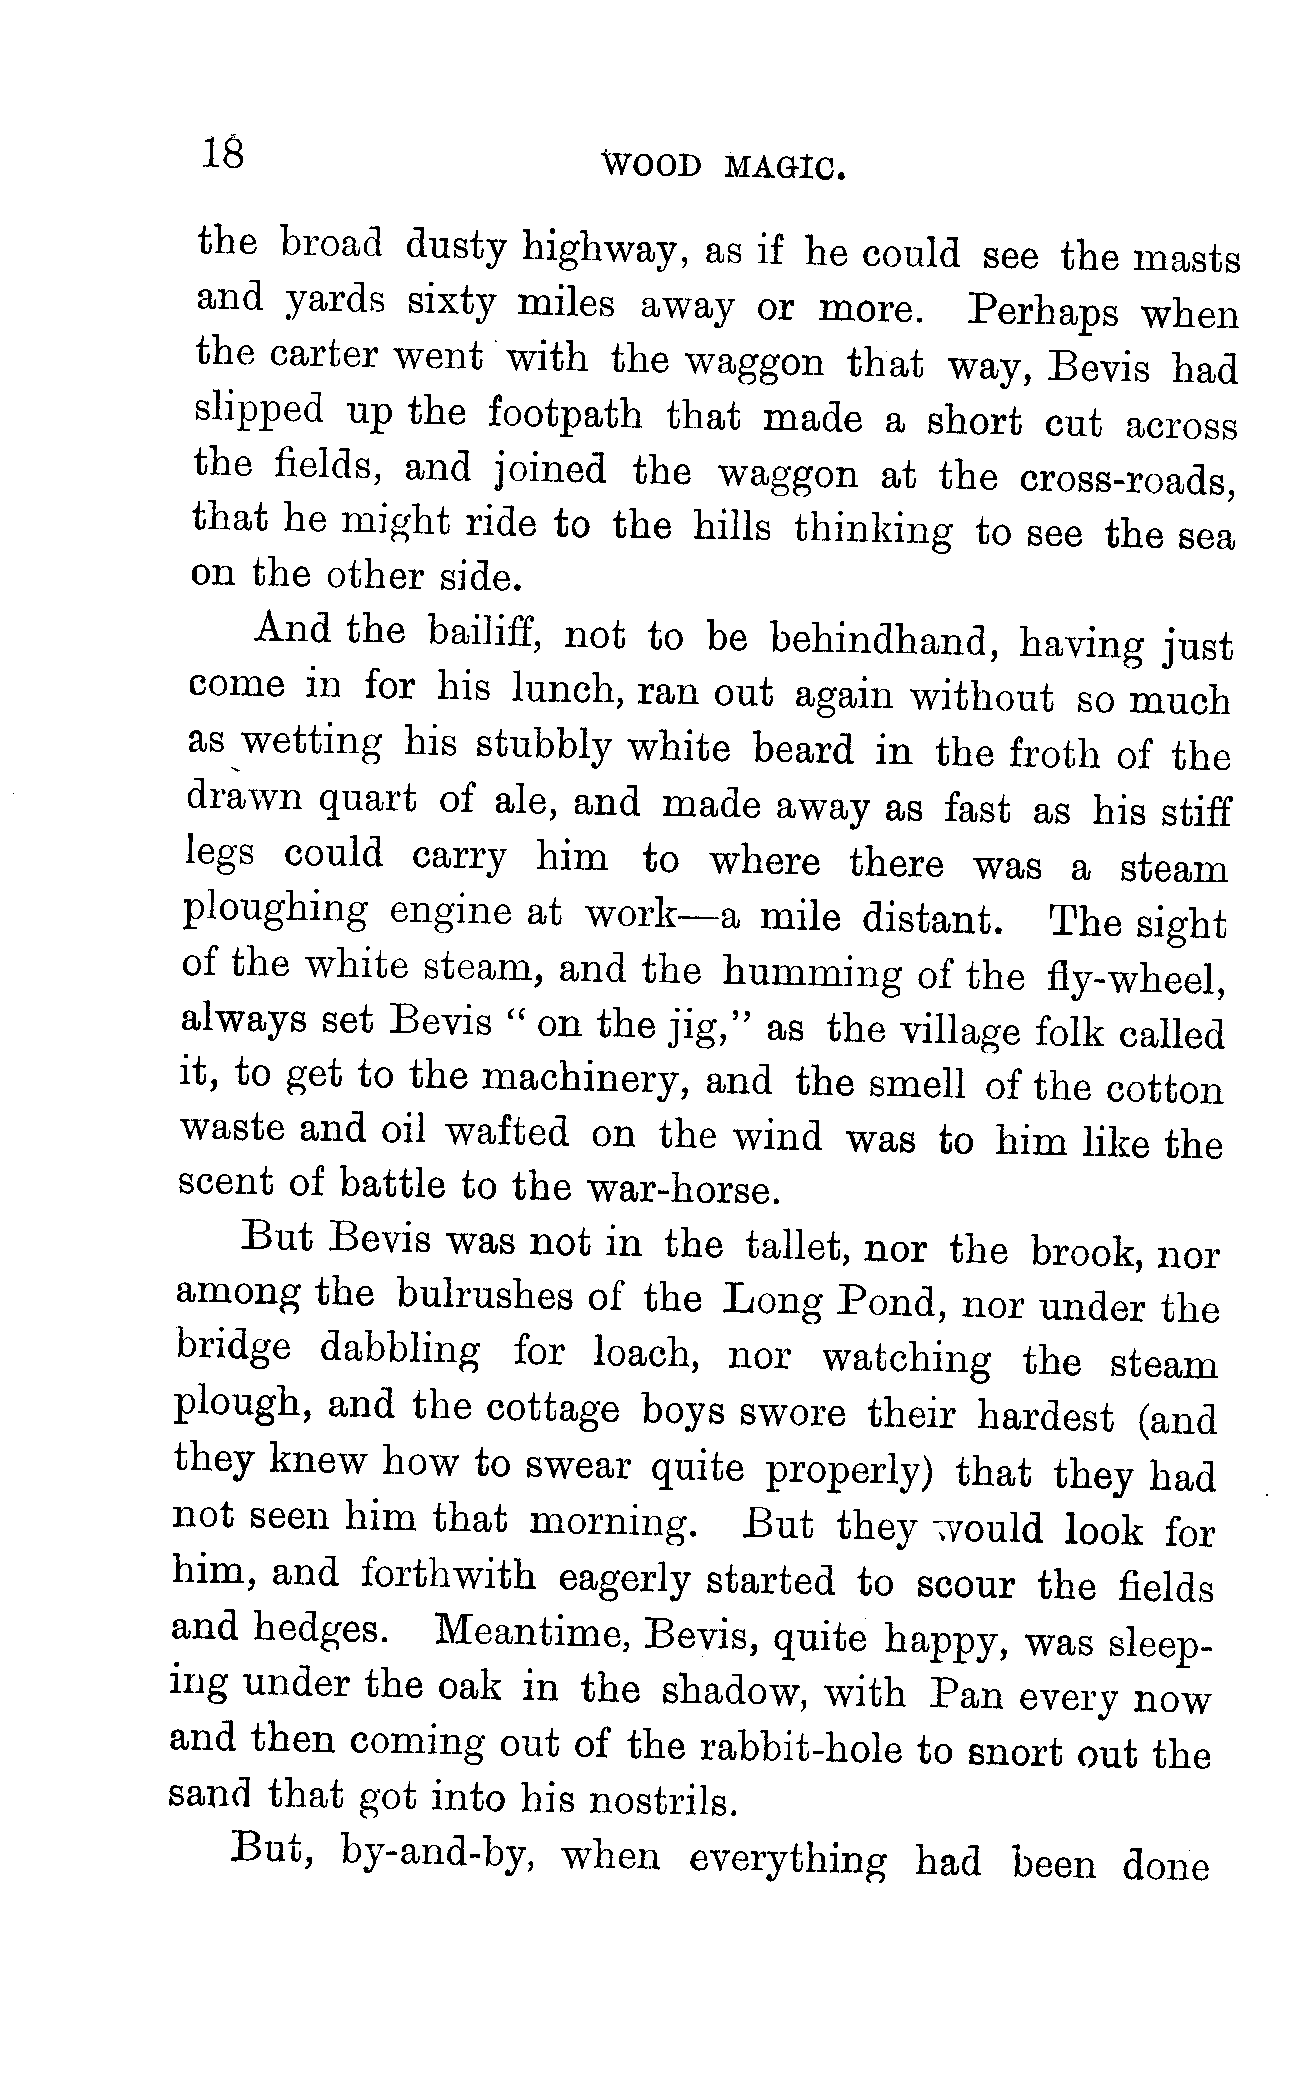 18
WOOD MAGIC.
the broad dusty highway, as if he could see the masts
and yards sixty miles away or more. Perhaps when
the carter went with the waggon that way, Bevis had
slipped up the footpath that made a short cut across
the fields, and joined the waggon at the cross-roads,
that he might ride to the hills thinking to see the sea
on the other side.
And the bailiff, not to be behindhand, having just
come in for his lunch, ran out again without so much
as wetting his stubbly white beard in the froth of the
drawn quart of ale, and made away as fast as his stiff
legs could carry him to where there was a steam
ploughing engine at work—a mile distant. The sight
of the white steam, and the humming of the fly-wheel,
always set Bevis “ on the jig,” as the village folk called
it, to get to the machinery, and the smell of the cotton
waste and oil wafted on the wind was to him like the
scent of battle to the war-horse.
But Bevis was not in the tallet, nor the brook, nor
among the bulrushes of the Long Pond, nor under the
bridge dabbling for loach, nor watching the steam
plough, and the cottage boys swore their hardest (and
they knew how to swear quite properly) that they had
not seen him that morning. But they would look for
him, and forthwith eagerly started to scour the fields
and hedges. Meantime, Bevis, quite happy, was sleep-
ing under the oak in the shadow, with Pan every now
and then coming out of the rabbit-hole to snort out the
sand that got into his nostrils.
But, by-and-by, when everything had been done